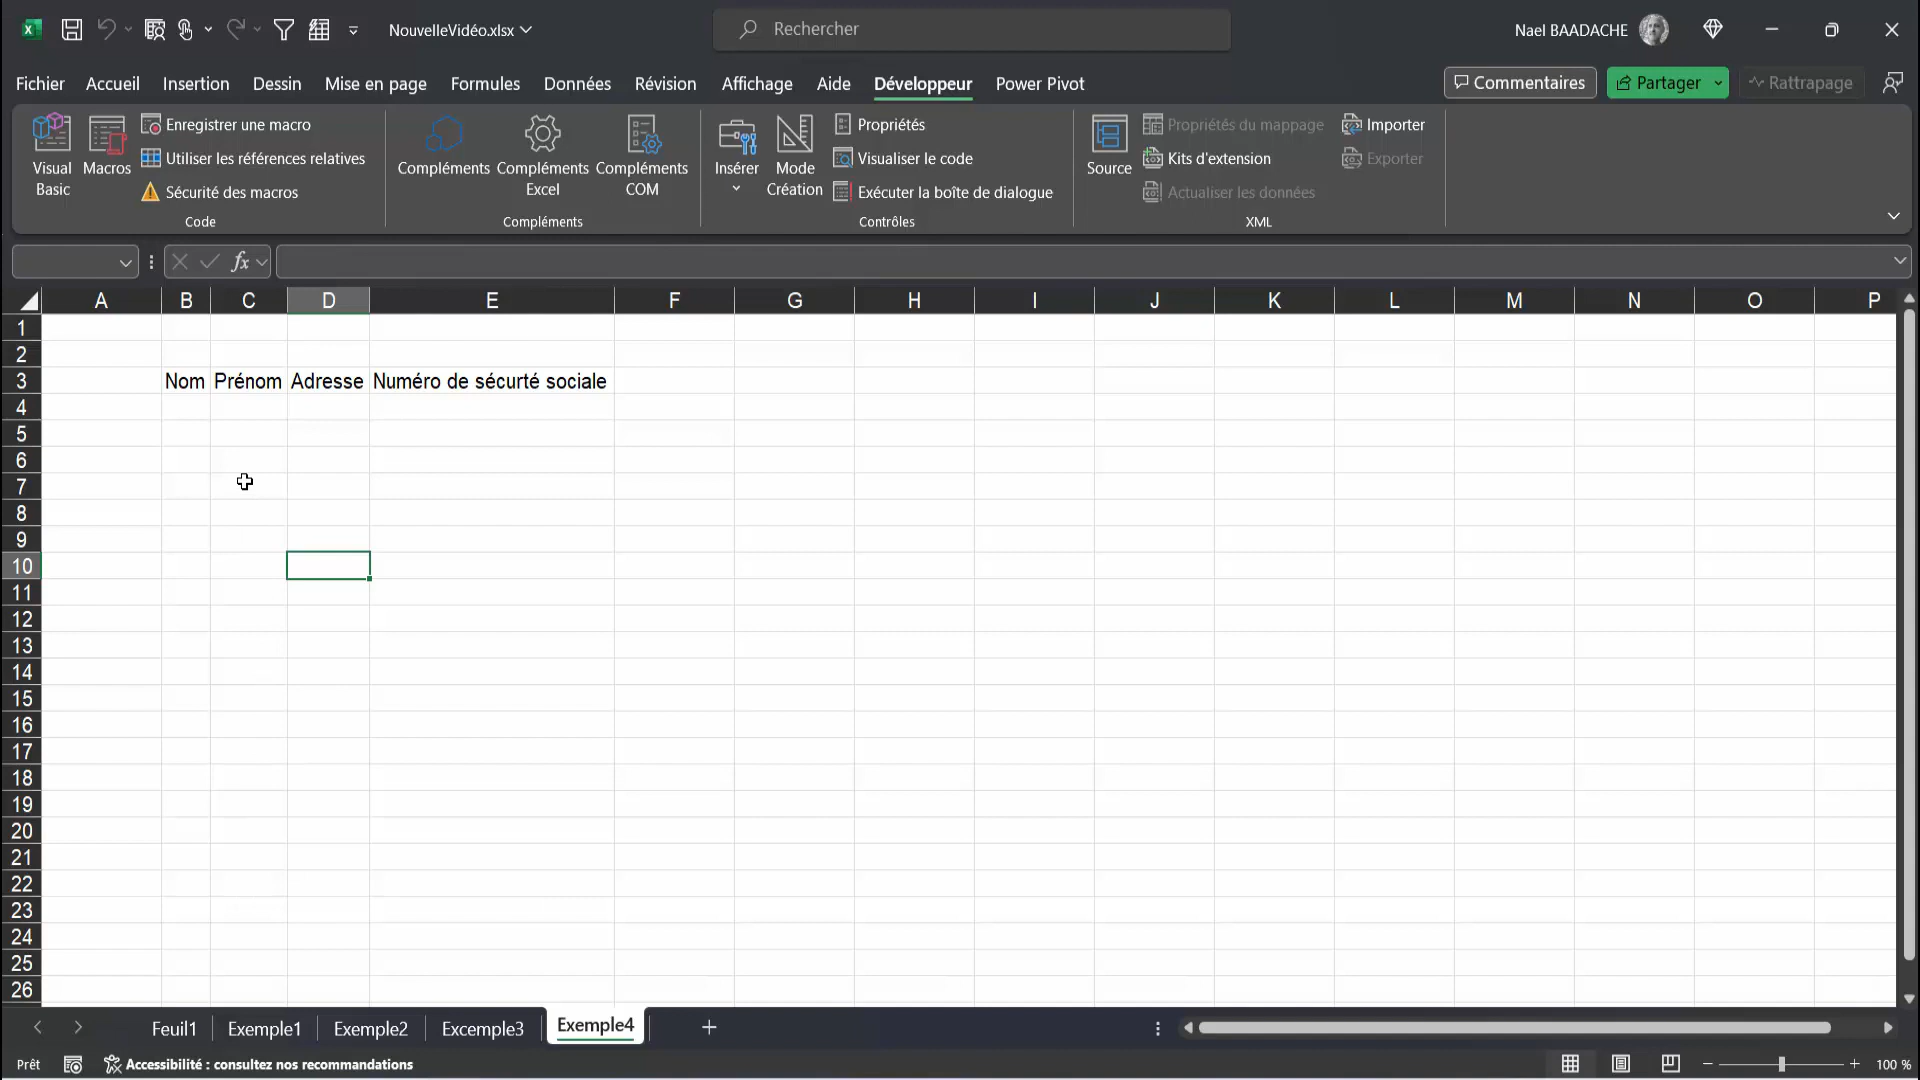 NouvelleVidéo.xlsx
Rechercher
Nael BAADACHE
Fichier Accueil Insertion Dessin Mise en page Formules Données Révision Affichage Aide Développeur Power Pivot
Commentaires Partager Rattrapage
Visual Basic
Macros
Enregistrer une macro
Utiliser les références relatives
Sécurité des macros
Code
Compléments
Compléments Excel
Compléments COM
Compléments
Insérer
Mode Création
Propriétés
Visualiser le code
Exécuter la boîte de dialogue
Contrôles
Source
Propriétés du mappage
Kits d'extension
Actualiser les données
Importer
Exporter
XML
fx
A B C D E F G H I J K L M N O P
1
2
3 Nom Prénom Adresse Numéro de sécurté sociale
4
5
6
7
8
9
10
11
12
13
14
15
16
17
18
19
20
21
22
23
24
25
26
Feuil1 Exemple1 Exemple2 Excemple3 Exemple4
Prêt Accessibilité : consultez nos recommandations 100 %